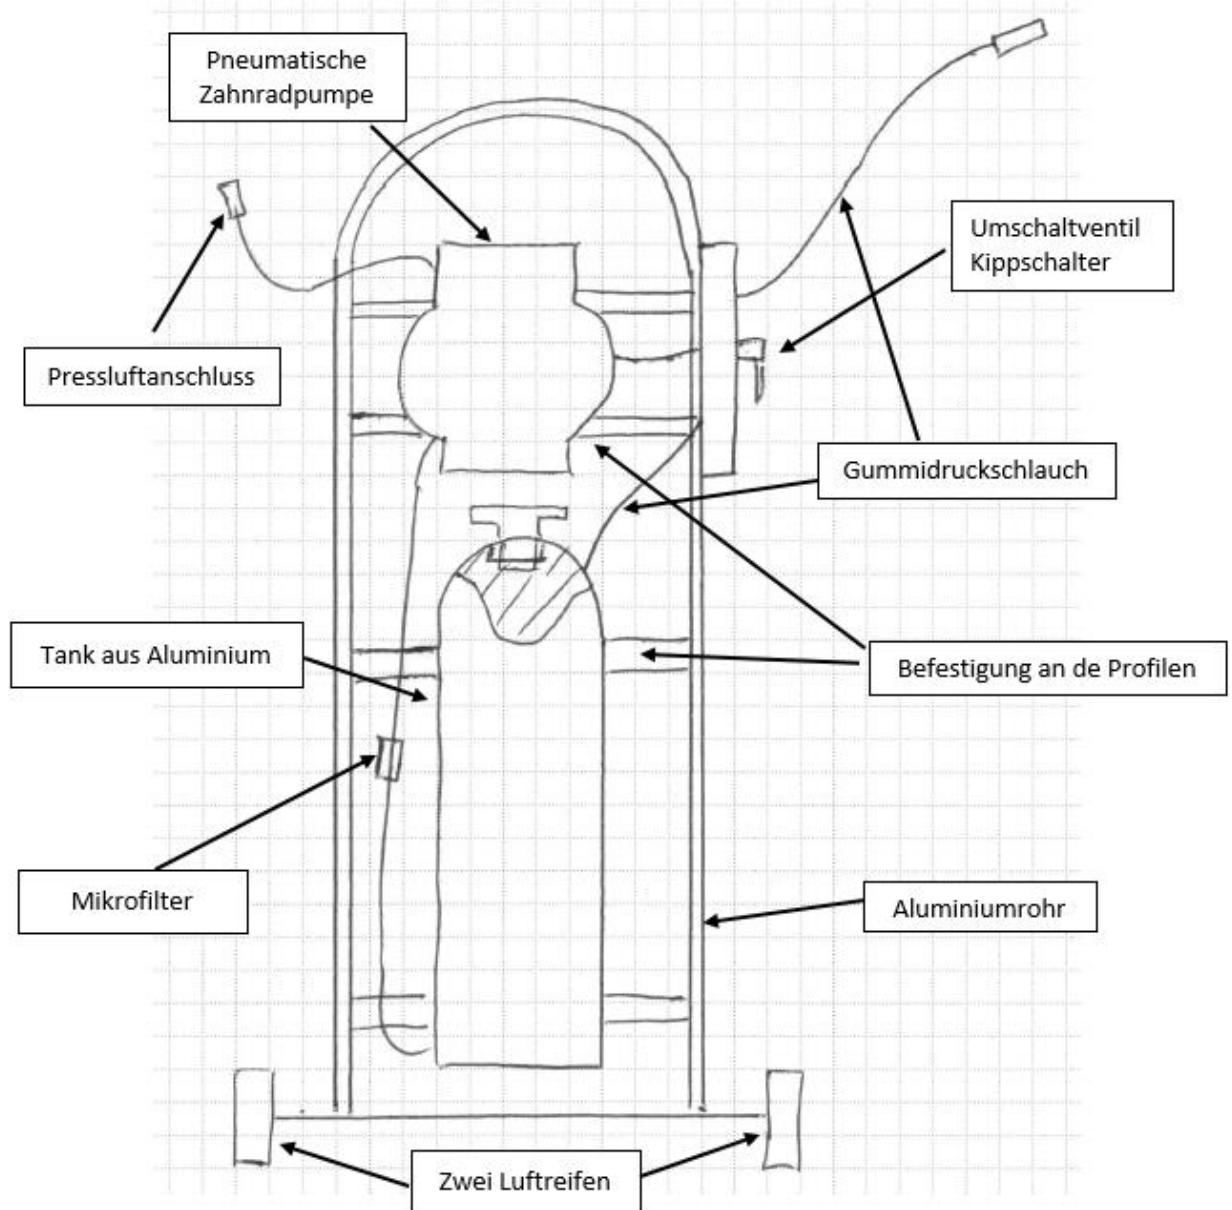 Pneumatische
Zahnradpumpe
Umschaltventil
Kippschalter
Pressluftanschluss
Gummidruckschlauch
Tank aus Aluminium
Befestigung an de Profilen
Mikrofilter
Aluminiumrohr
Zwei Luftreifen